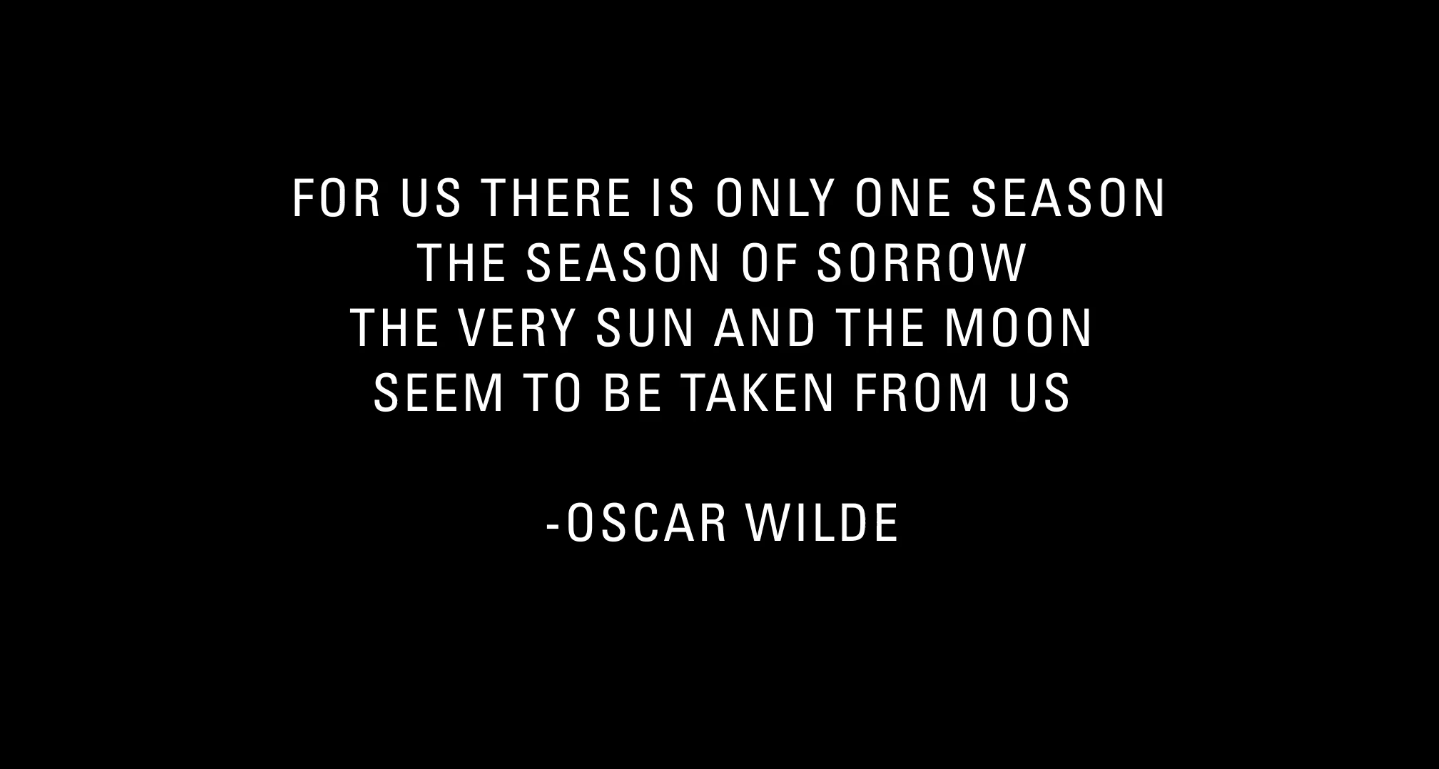 FOR US THERE IS ONLY ONE SEASON
THE SEASON OF SORROW
THE VERY SUN AND THE MOON
SEEM TO BE TAKEN FROM US
-OSCAR WILDE